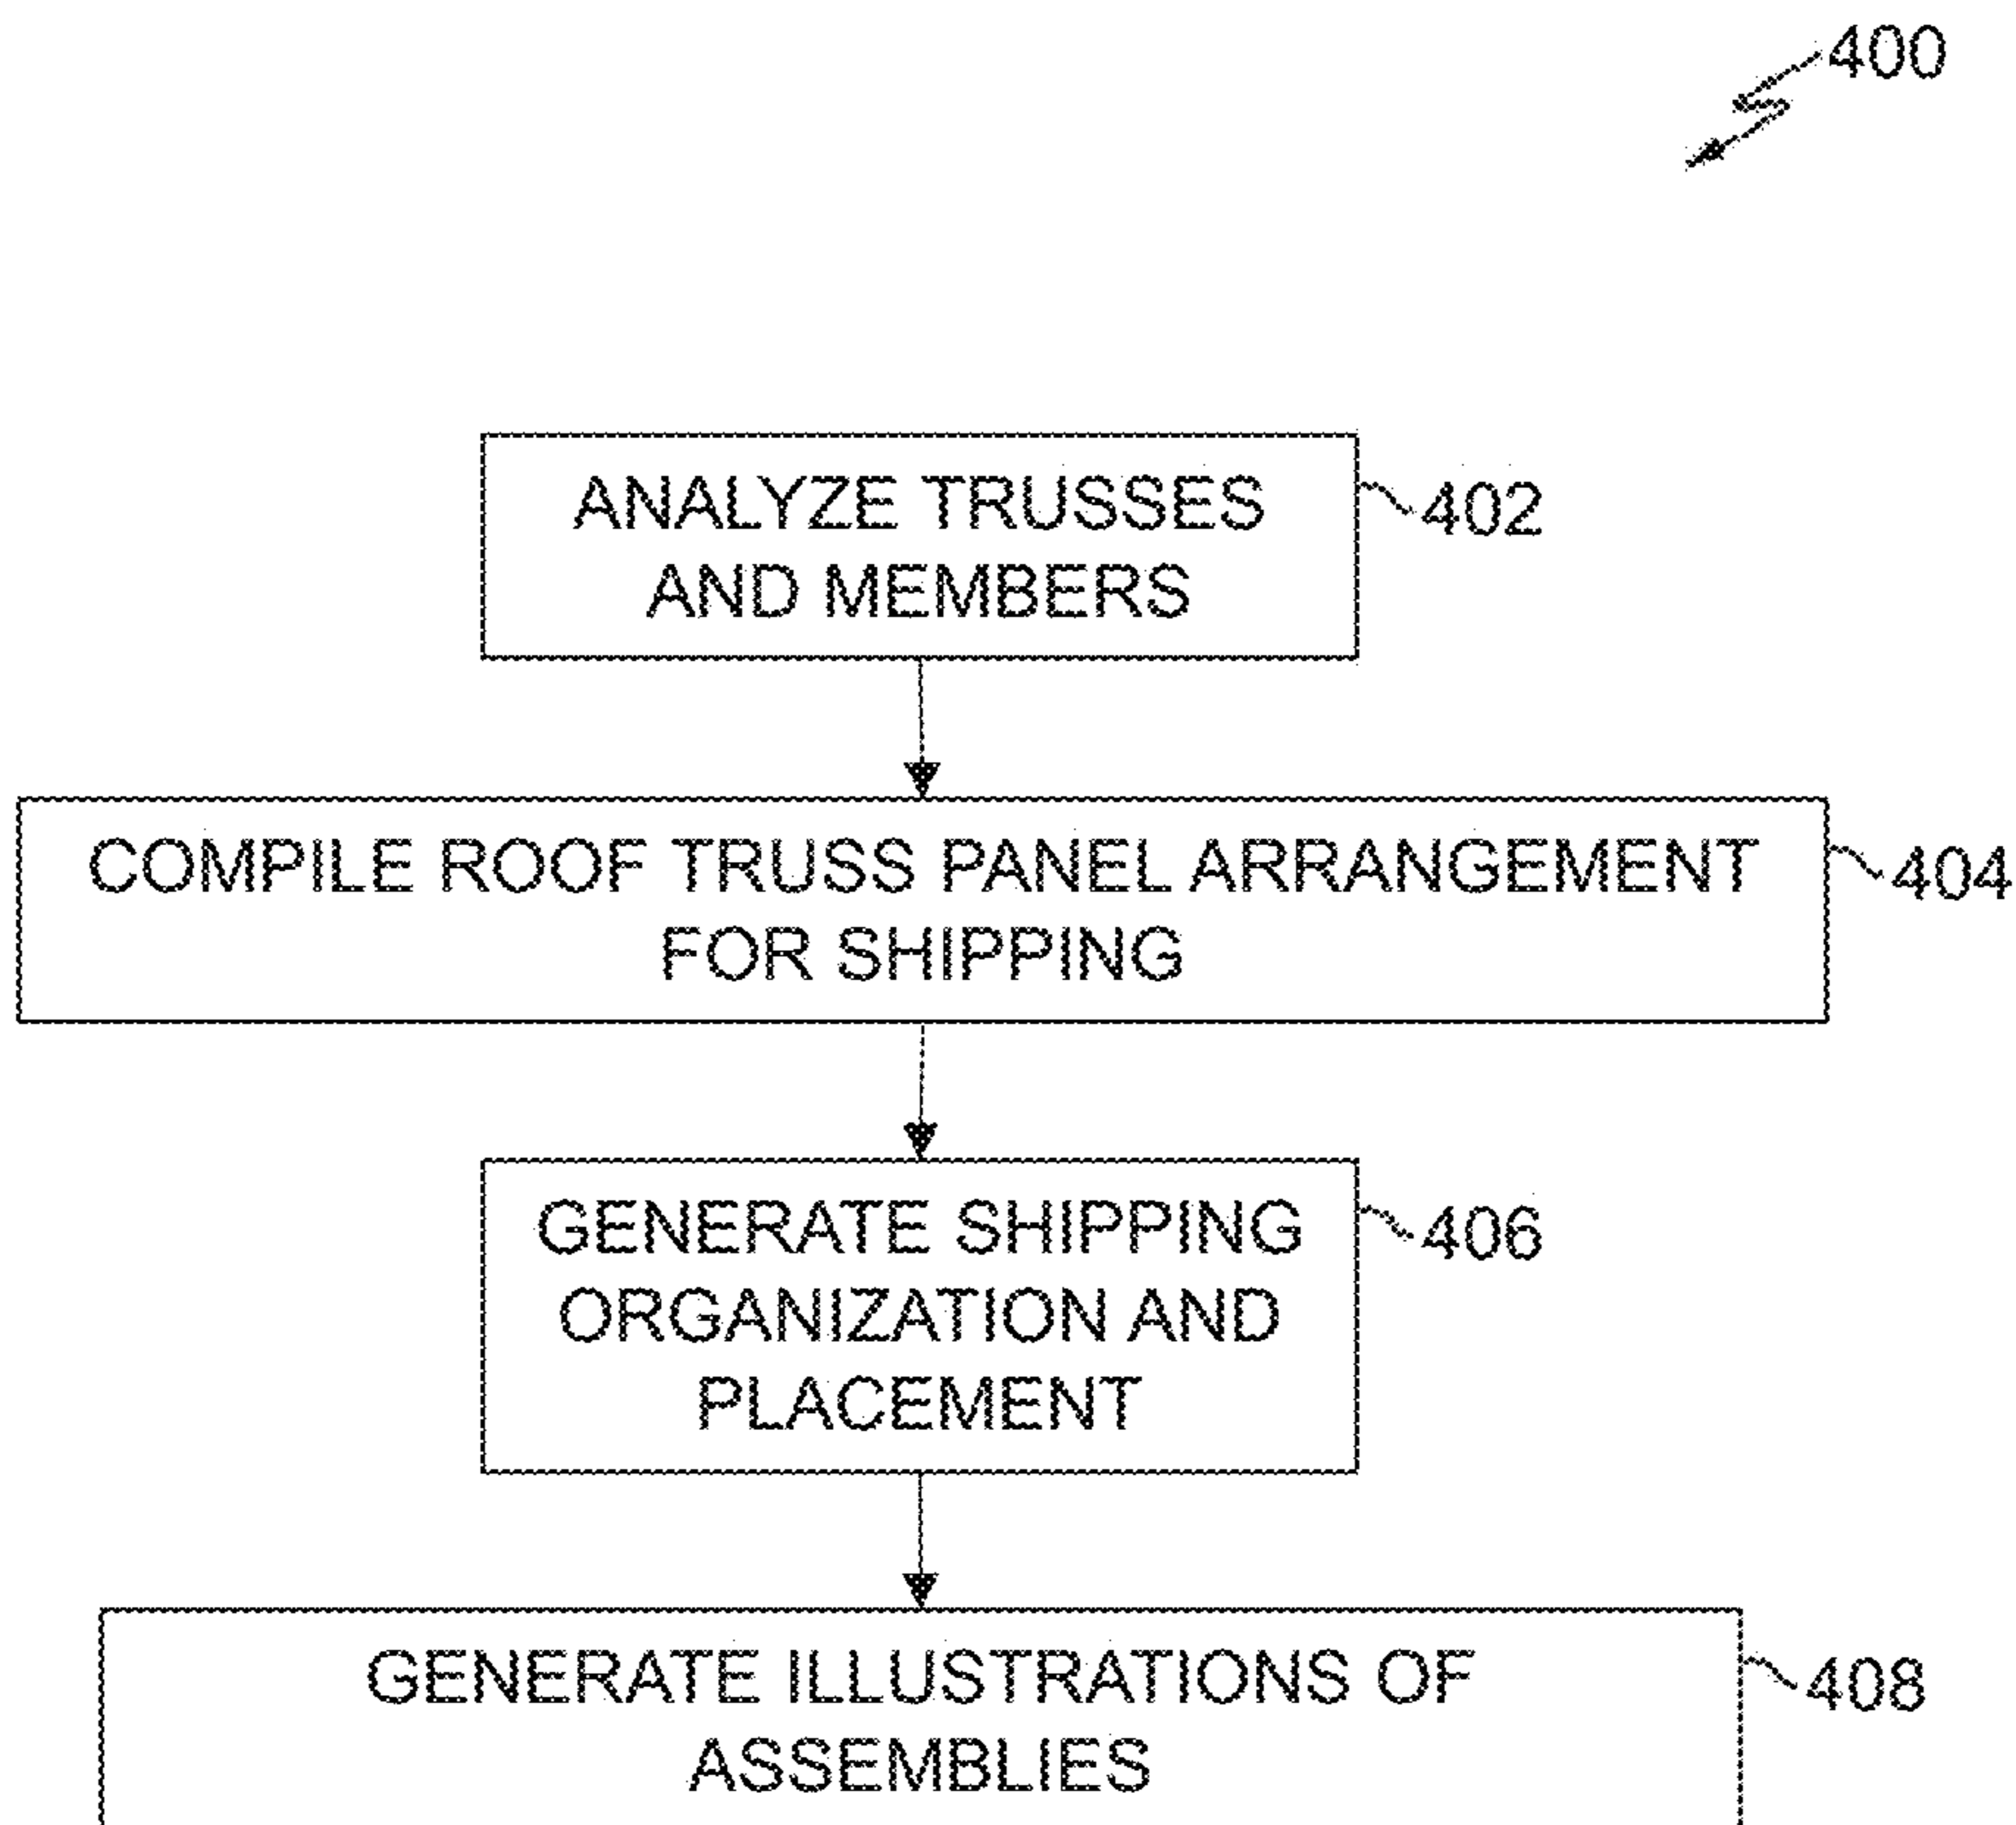 400
ANALYZE TRUSSES
AND MEMBERS
402
COMPILE ROOF TRUSS PANEL ARRANGEMENT
FOR SHIPPING
404
GENERATE SHIPPING
ORGANIZATION AND
PLACEMENT
406
GENERATE ILLUSTRATIONS OF
ASSEMBLIES
408